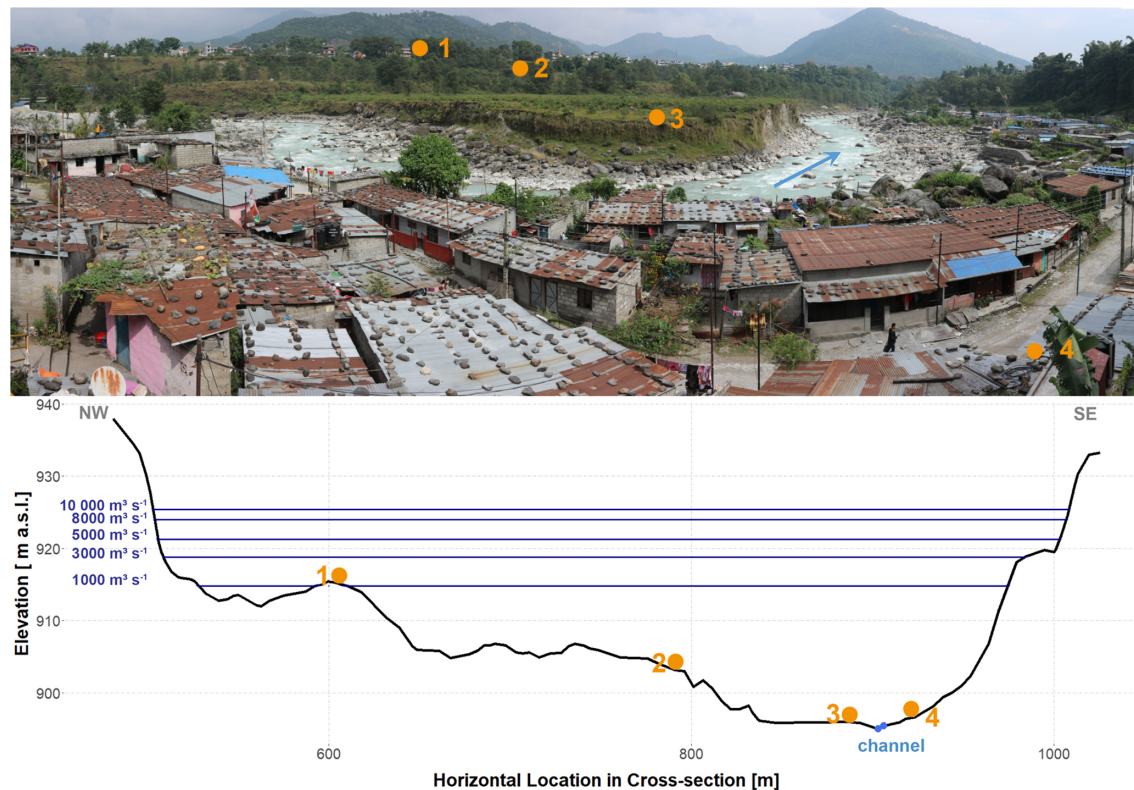 1
2
3
4
940
NW
SE
930
10 000 m³ s⁻¹
8000 m³ s⁻¹
5000 m³ s⁻¹
920
3000 m³ s⁻¹
1000 m³ s⁻¹
1
910
2
900
3
4
channel
600
800
1000
Elevation [ m a.s.l.]
Horizontal Location in Cross-section [m]